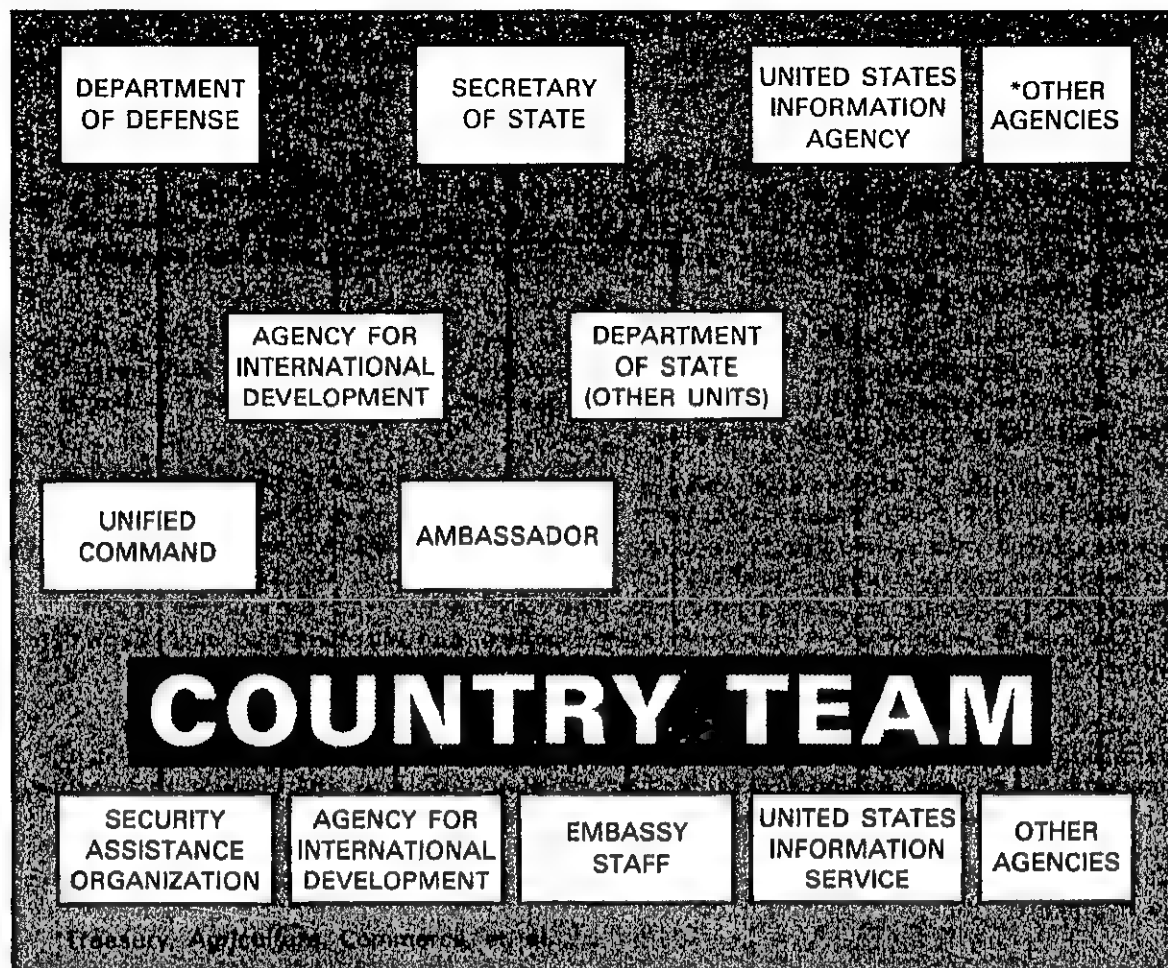 DEPARTMENT
OF DEFENSE
SECRETARY
OF STATE
UNITED STATES
INFORMATION
AGENCY
*OTHER
AGENCIES
AGENCY FOR
INTERNATIONAL
DEVELOPMENT
DEPARTMENT
OF STATE
(OTHER UNITS)
UNIFIED
COMMAND
AMBASSADOR
COUNTRY TEAM
SECURITY
ASSISTANCE
ORGANIZATION
AGENCY FOR
INTERNATIONAL
DEVELOPMENT
EMBASSY
STAFF
UNITED STATES
INFORMATION
SERVICE
OTHER
AGENCIES
*Treasury, Agriculture, Commerce,